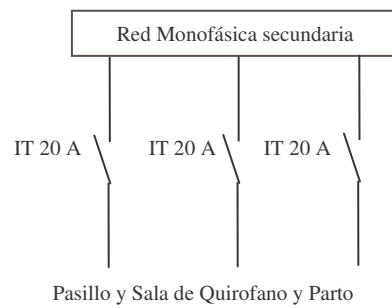 Red Monofásica secundaria
IT 20 A IT 20 A IT 20 A
Pasillo y Sala de Quirofano y Parto